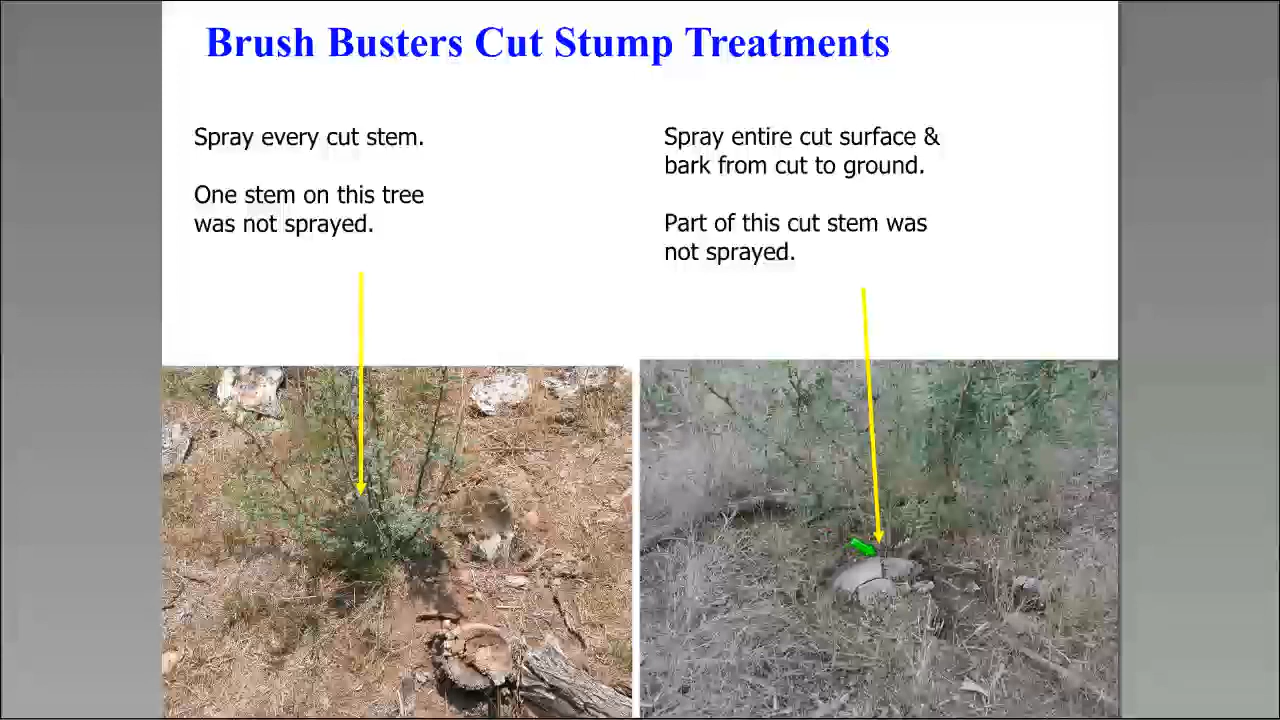 Brush Busters Cut Stump Treatments
Spray every cut stem.
One stem on this tree
was not sprayed.
Spray entire cut surface &
bark from cut to ground.
Part of this cut stem was
not sprayed.